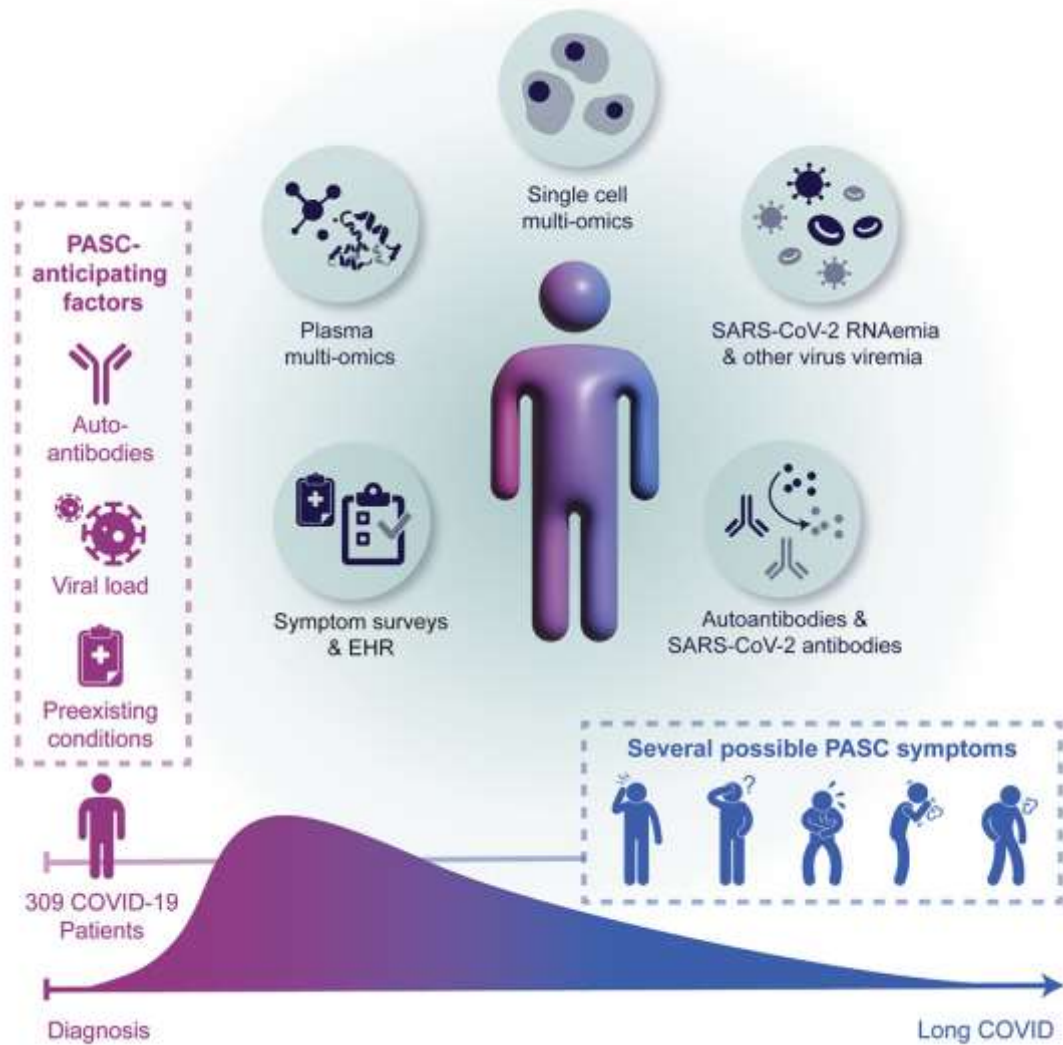 Single cell
multi-omics
Plasma
multi-omics
SARS-CoV-2 RNAemia
& other virus viremia
PASC-
anticipating
factors
Auto-
antibodies
Viral load
Preexisting
conditions
Symptom surveys
& EHR
Autoantibodies &
SARS-CoV-2 antibodies
Several possible PASC symptoms
?
309 COVID-19
Patients
Diagnosis
Long COVID